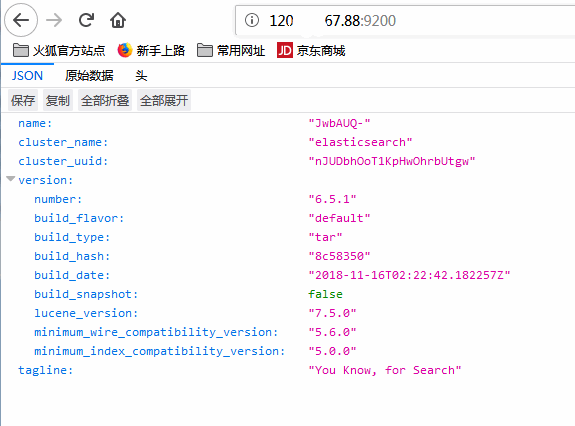 120 67.88:9200
火狐官方站点 新手上路 常用网址 JD 京东商城
JSON 原始数据 头
保存 复制 全部折叠 全部展开
name: "JwbAUQ-"
cluster_name: "elasticsearch"
cluster_uuid: "nJUDbhOoT1KpHwOhrbUtgw"
version:
number: "6.5.1"
build_flavor: "default"
build_type: "tar"
build_hash: "8c58350"
build_date: "2018-11-16T02:22:42.182257Z"
build_snapshot: false
lucene_version: "7.5.0"
minimum_wire_compatibility_version: "5.6.0"
minimum_index_compatibility_version: "5.0.0"
tagline: "You Know, for Search"